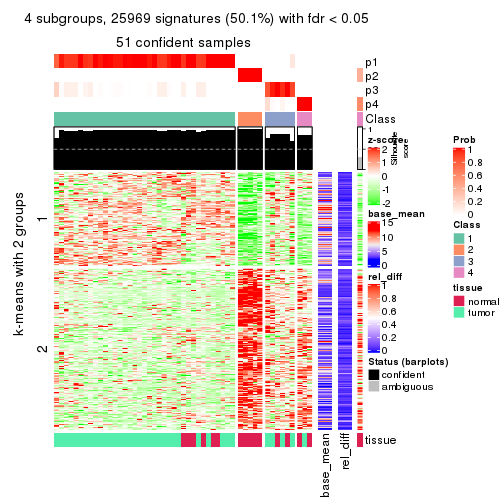 4 subgroups, 25969 signatures (50.1%) with fdr < 0.05
51 confident samples
p1
p2
p3
p4
Class
1
Silhouette
score
z-score
2
1
0
-1
-2
base_mean
15
10
5
0
rel_diff
1
0.8
0.6
0.4
0.2
0
Status (barplots)
confident
ambiguous
Prob
1
0.8
0.6
0.4
0.2
0
Class
1
2
3
4
tissue
normal
tumor
k-means with 2 groups
1
2
tissue
base_mean
rel_diff